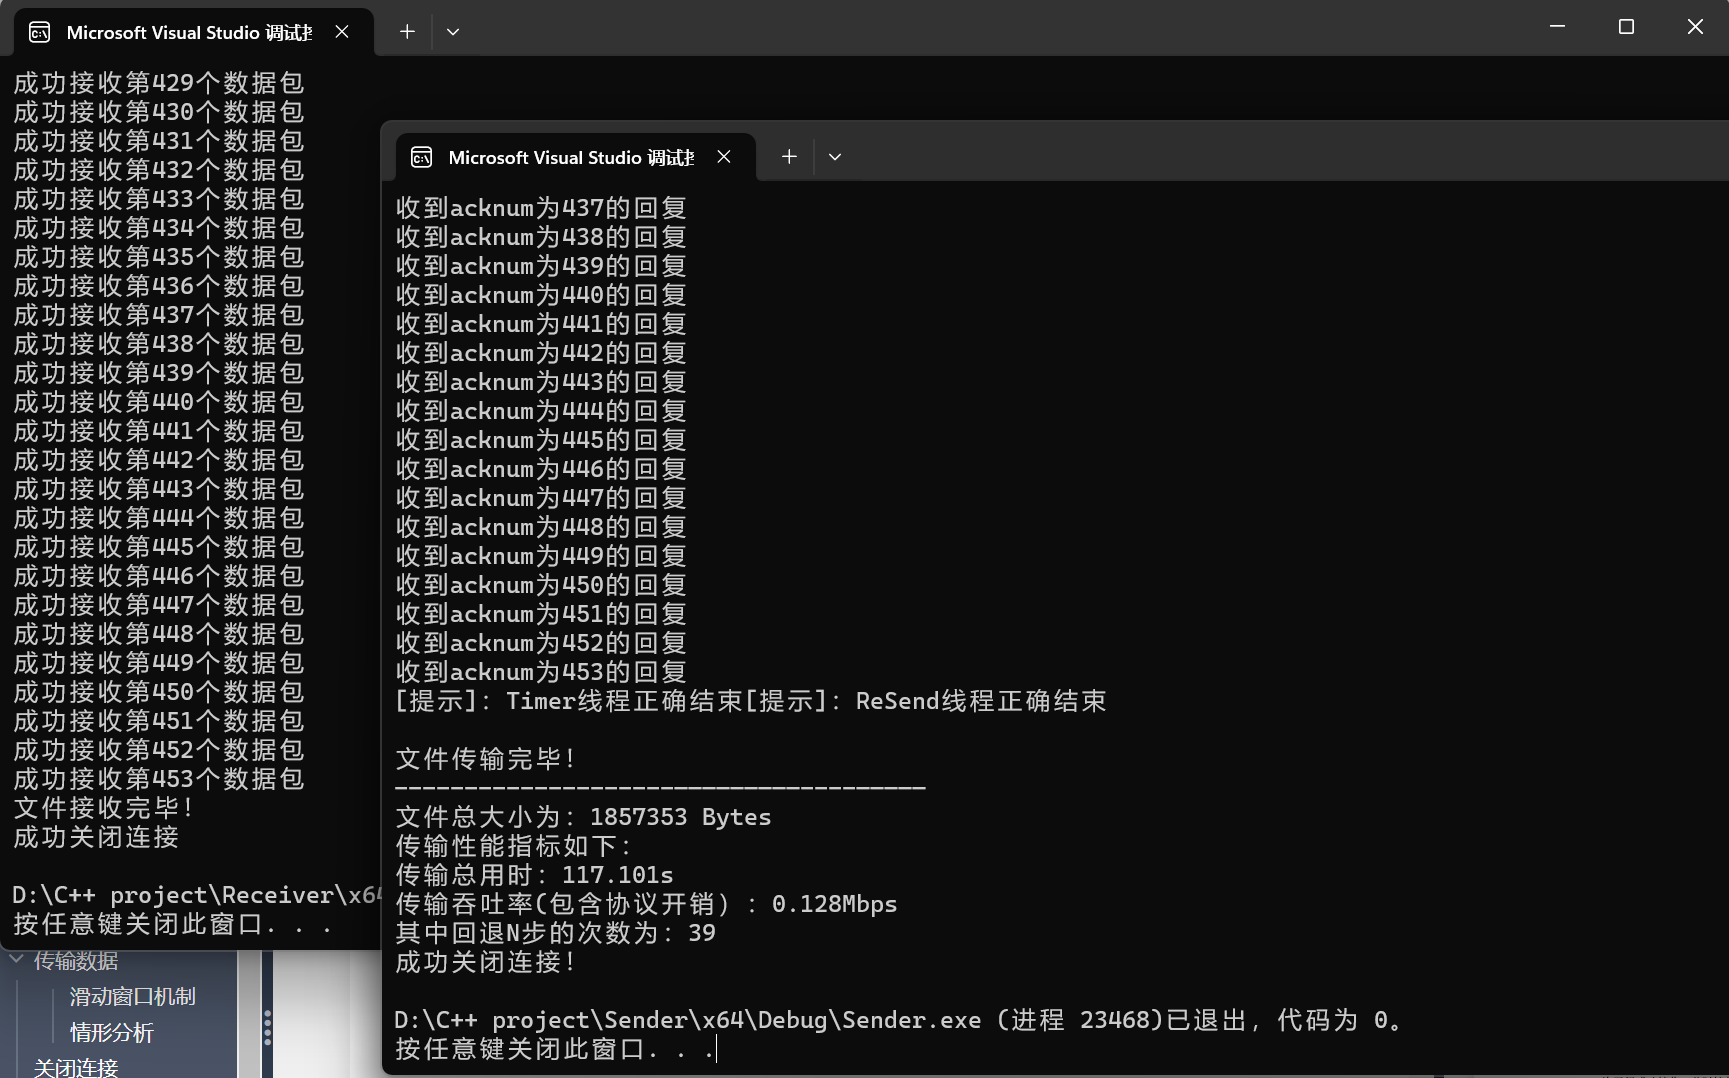 Microsoft Visual Studio 调试
成功接收第429个数据包
成功接收第430个数据包
成功接收第431个数据包
成功接收第432个数据包
成功接收第433个数据包
成功接收第434个数据包
成功接收第435个数据包
成功接收第436个数据包
成功接收第437个数据包
成功接收第438个数据包
成功接收第439个数据包
成功接收第440个数据包
成功接收第441个数据包
成功接收第442个数据包
成功接收第443个数据包
成功接收第444个数据包
成功接收第445个数据包
成功接收第446个数据包
成功接收第447个数据包
成功接收第448个数据包
成功接收第449个数据包
成功接收第450个数据包
成功接收第451个数据包
成功接收第452个数据包
成功接收第453个数据包
文件接收完毕!
成功关闭连接
D:\C++ project\Receiver\x64
按任意键关闭此窗口. . .
传输数据
滑动窗口机制
情形分析
关闭连接
Microsoft Visual Studio 调试
收到acknum为437的回复
收到acknum为438的回复
收到acknum为439的回复
收到acknum为440的回复
收到acknum为441的回复
收到acknum为442的回复
收到acknum为443的回复
收到acknum为444的回复
收到acknum为445的回复
收到acknum为446的回复
收到acknum为447的回复
收到acknum为448的回复
收到acknum为449的回复
收到acknum为450的回复
收到acknum为451的回复
收到acknum为452的回复
收到acknum为453的回复
[提示]: Timer线程正确结束[提示]: ReSend线程正确结束
文件传输完毕!
--------------------------------------
文件总大小为: 1857353 Bytes
传输性能指标如下:
传输总用时: 117.101s
传输吞吐率(包含协议开销) : 0.128Mbps
其中回退N步的次数为: 39
成功关闭连接!
D:\C++ project\Sender\x64\Debug\Sender.exe (进程 23468)已退出，代码为 0。
按任意键关闭此窗口. . .